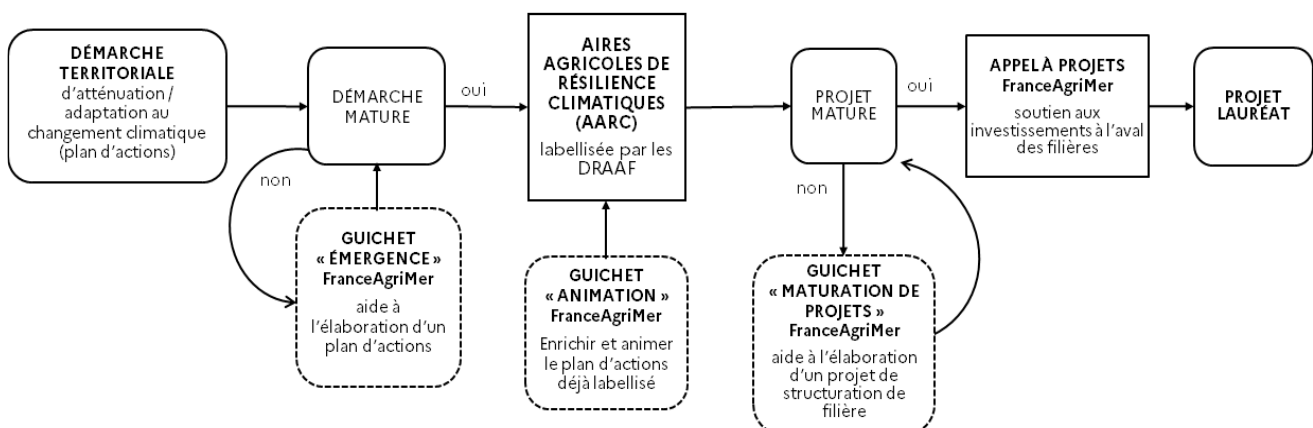 DÉMARCHE
TERRITORIALE
d'atténuation /
adaptation au
changement climatique
(plan d'actions)
DÉMARCHE
MATURE
oui
non
GUICHET
« ÉMERGENCE »
FranceAgriMer
aide à
l'élaboration d'un
plan d'actions
AIRES
AGRICOLES DE
RÉSILIENCE
CLIMATIQUES
(AARC)
labellisée par les
DRAAF
GUICHET
« ANIMATION »
FranceAgriMer
Enrichir et animer
le plan d'actions
déjà labellisé
PROJET
MATURE
oui
non
GUICHET
« MATURATION DE
PROJETS »
FranceAgriMer
aide à l'élaboration
d'un projet de
structuration de
filière
APPEL À PROJETS
FranceAgriMer
soutien aux
investissements à l'aval
des filières
PROJET
LAURÉAT